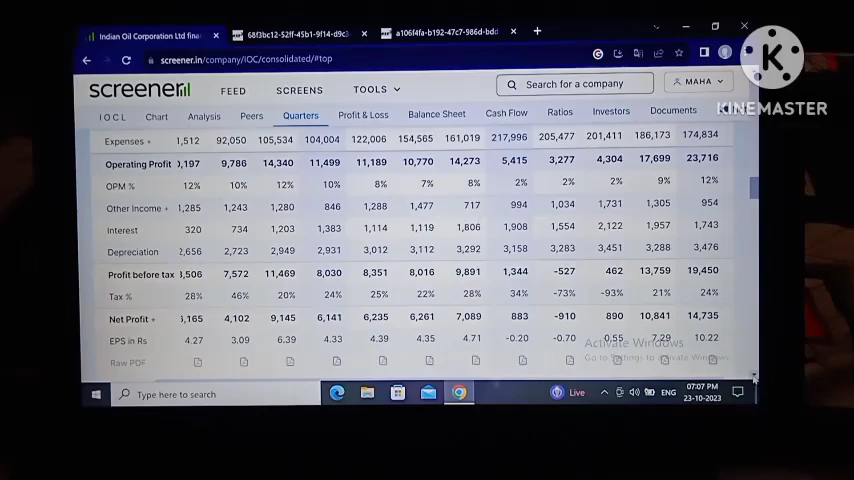 Indian Oil Corporation Ltd fina
68f3bc12-52ff-45b1-9f14-d9c3
a106f4fa-b192-47c7-986d-bdd
screener.in/company/IOC/consolidated/#top
K
KINEMASTER
screener
FEED
SCREENS
TOOLS
Search for a company
MAHA
I O C L
Chart
Analysis
Peers
Quarters
Profit & Loss
Balance Sheet
Cash Flow
Ratios
Investors
Documents
Expenses + 1,512 92,050 105,534 104,004 122,006 154,565 161,019 217,996 205,477 201,411 186,173 174,834
Operating Profit ,197 9,786 14,340 11,499 11,189 10,770 14,273 5,415 3,277 4,304 17,699 23,716
OPM % 12% 10% 12% 10% 8% 7% 8% 2% 2% 2% 9% 12%
Other Income + 1,285 1,243 1,280 846 1,288 1,477 717 994 1,034 1,731 1,305 954
Interest 320 734 1,203 1,383 1,114 1,119 1,806 1,908 1,554 2,122 1,957 1,743
Depreciation 2,656 2,723 2,949 2,931 3,012 3,112 3,292 3,158 3,283 3,451 3,288 3,476
Profit before tax ,506 7,572 11,469 8,030 8,351 8,016 9,891 1,344 -527 462 13,759 19,450
Tax % 28% 46% 20% 24% 25% 22% 28% 34% -73% -93% 21% 24%
Net Profit + ,165 4,102 9,145 6,141 6,235 6,261 7,089 883 -910 890 10,841 14,735
EPS in Rs 4.27 3.09 6.39 4.33 4.39 4.35 4.71 -0.20 -0.70 0.55 7.29 10.22
Raw PDF
Activate Windows
Go to Settings to activate Windows.
Type here to search
Live
ENG
07:07 PM
23-10-2023